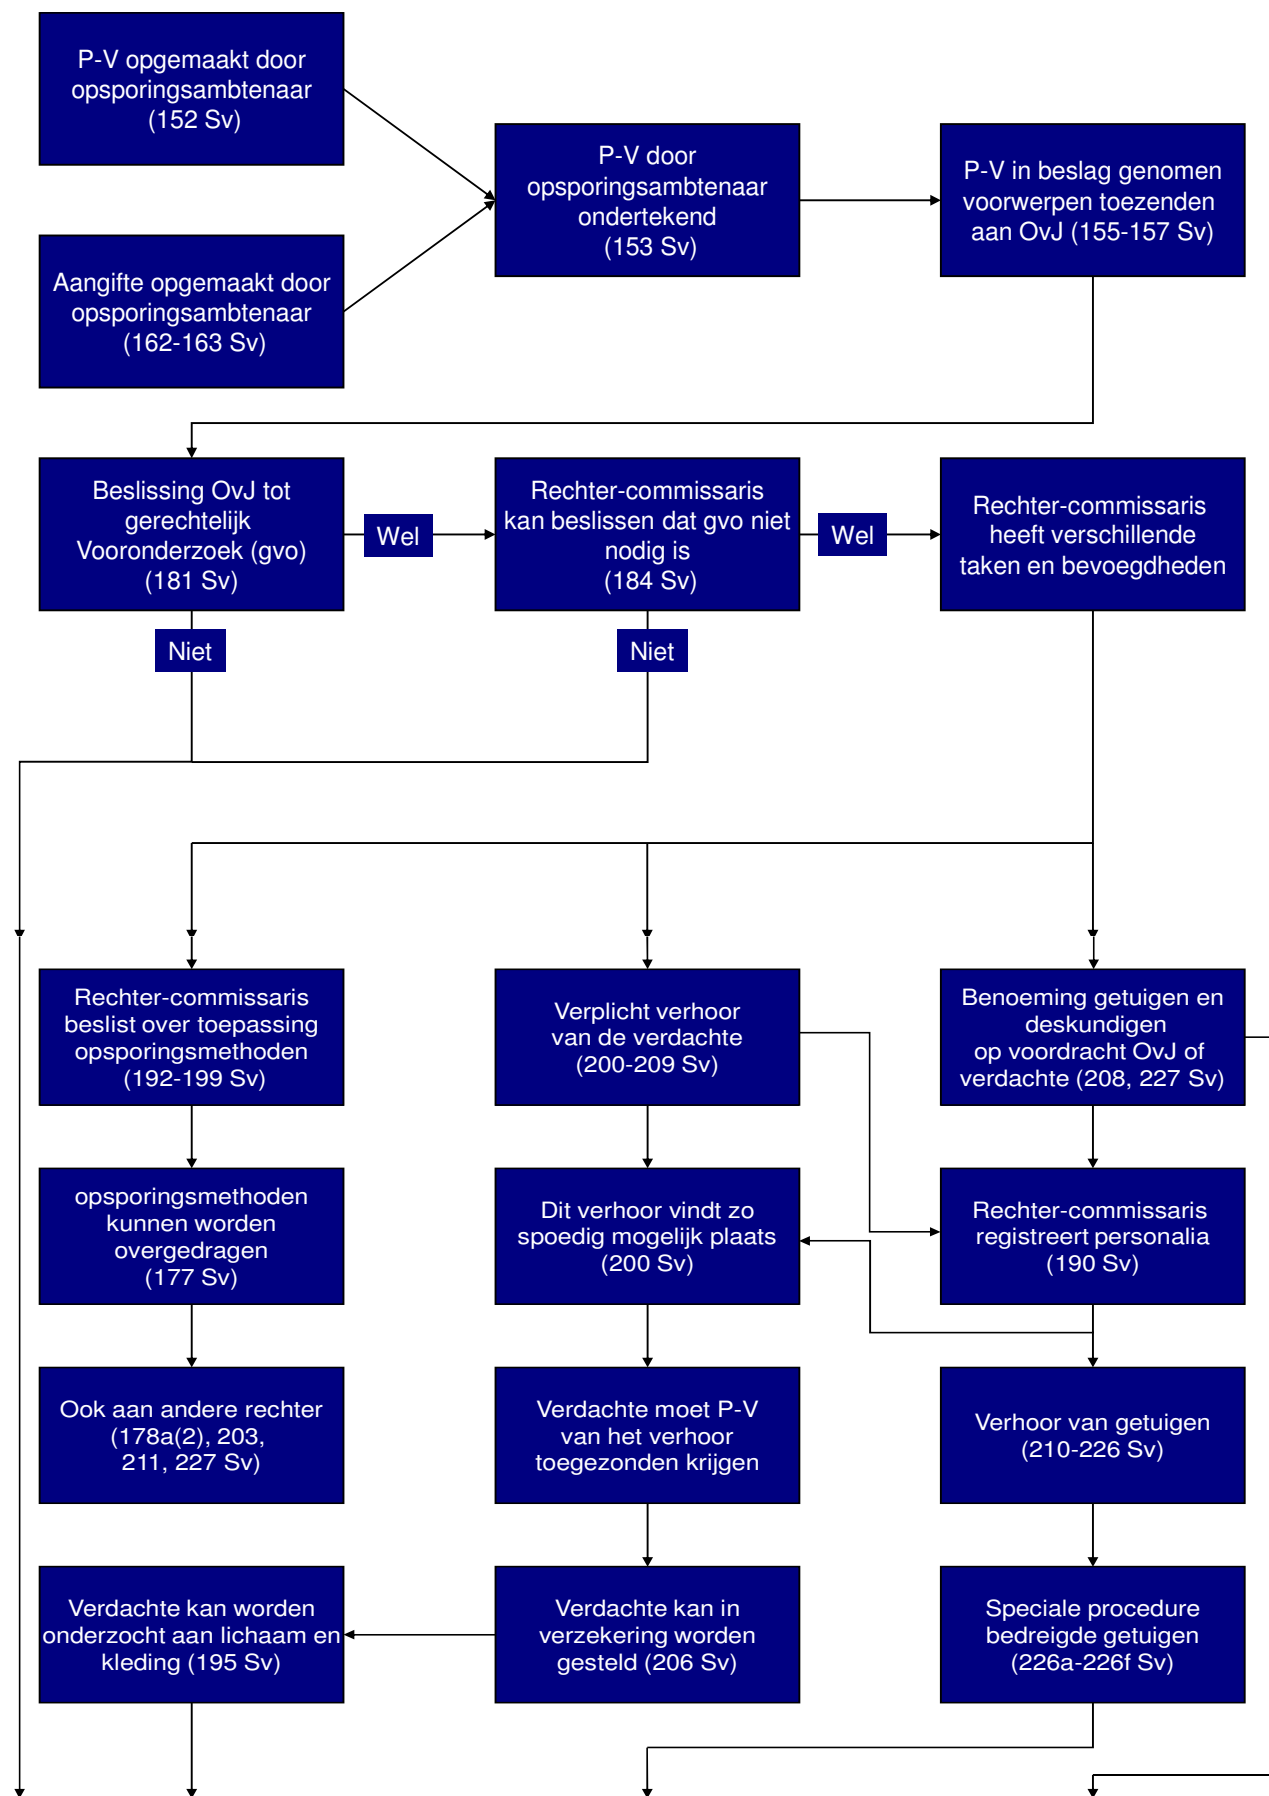 P-V opgemaakt door
opsporingsambtenaar
(152 Sv)
P-V door
opsporingsambtenaar
ondertekend
(153 Sv)
P-V in beslag genomen
voorwerpen toezenden
aan OvJ (155-157 Sv)
Aangifte opgemaakt door
opsporingsambtenaar
(162-163 Sv)
Beslissing OvJ tot
gerechtelijk
Vooronderzoek (gvo)
(181 Sv)
Wel
Rechter-commissaris
kan beslissen dat gvo niet
nodig is
(184 Sv)
Wel
Rechter-commissaris
heeft verschillende
taken en bevoegdheden
Niet
Niet
Rechter-commissaris
beslist over toepassing
opsporingsmethoden
(192-199 Sv)
Verplicht verhoor
van de verdachte
(200-209 Sv)
Benoeming getuigen en
deskundigen
op voordracht OvJ of
verdachte (208, 227 Sv)
opsporingsmethoden
kunnen worden
overgedragen
(177 Sv)
Dit verhoor vindt zo
spoedig mogelijk plaats
(200 Sv)
Rechter-commissaris
registreert personalia
(190 Sv)
Ook aan andere rechter
(178a(2), 203,
211, 227 Sv)
Verdachte moet P-V
van het verhoor
toegezonden krijgen
Verhoor van getuigen
(210-226 Sv)
Verdachte kan worden
onderzocht aan lichaam en
kleding (195 Sv)
Verdachte kan in
verzekering worden
gesteld (206 Sv)
Speciale procedure
bedreigde getuigen
(226a-226f Sv)